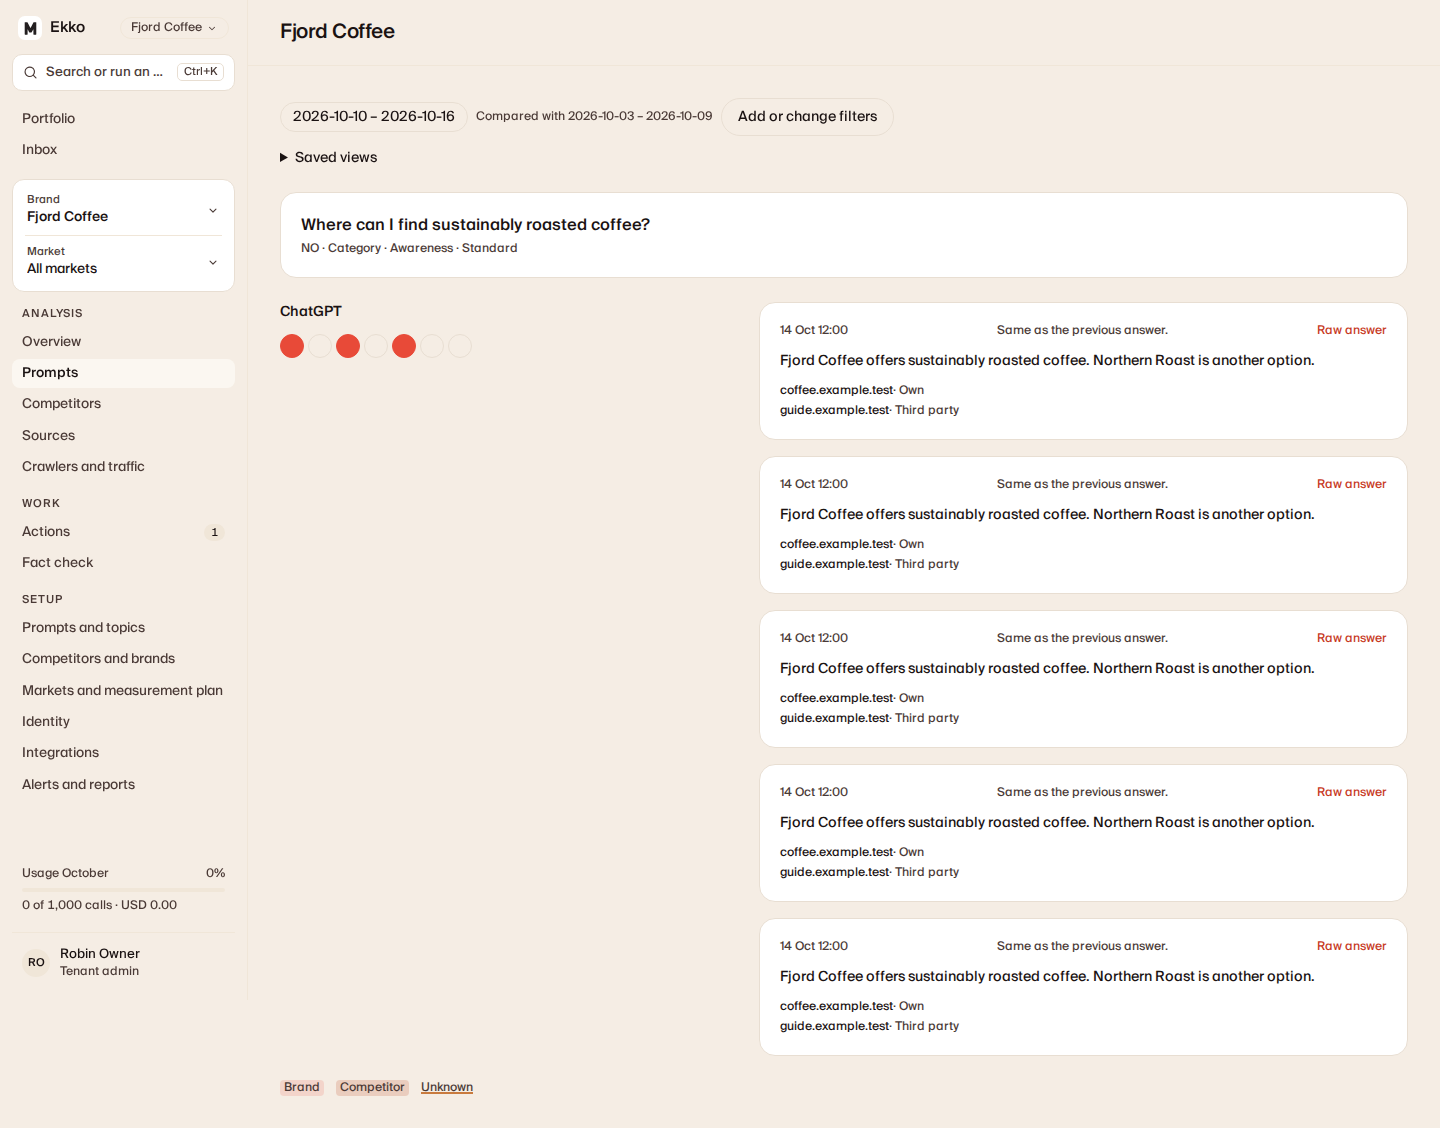 Ekko
Fjord Coffee
Search or run an ...
Ctrl+K
Portfolio
Inbox
Brand
Fjord Coffee
Market
All markets
ANALYSIS
Overview
Prompts
Competitors
Sources
Crawlers and traffic
WORK
Actions
1
Fact check
SETUP
Prompts and topics
Competitors and brands
Markets and measurement plan
Identity
Integrations
Alerts and reports
Usage October
0%
0 of 1,000 calls · USD 0.00
RO
Robin Owner
Tenant admin
Fjord Coffee
2026-10-10 – 2026-10-16
Compared with 2026-10-03 – 2026-10-09
Add or change filters
Saved views
Where can I find sustainably roasted coffee?
NO · Category · Awareness · Standard
ChatGPT
14 Oct 12:00
Same as the previous answer.
Raw answer
Fjord Coffee offers sustainably roasted coffee. Northern Roast is another option.
coffee.example.test· Own
guide.example.test· Third party
14 Oct 12:00
Same as the previous answer.
Raw answer
Fjord Coffee offers sustainably roasted coffee. Northern Roast is another option.
coffee.example.test· Own
guide.example.test· Third party
14 Oct 12:00
Same as the previous answer.
Raw answer
Fjord Coffee offers sustainably roasted coffee. Northern Roast is another option.
coffee.example.test· Own
guide.example.test· Third party
14 Oct 12:00
Same as the previous answer.
Raw answer
Fjord Coffee offers sustainably roasted coffee. Northern Roast is another option.
coffee.example.test· Own
guide.example.test· Third party
14 Oct 12:00
Same as the previous answer.
Raw answer
Fjord Coffee offers sustainably roasted coffee. Northern Roast is another option.
coffee.example.test· Own
guide.example.test· Third party
Brand
Competitor
Unknown